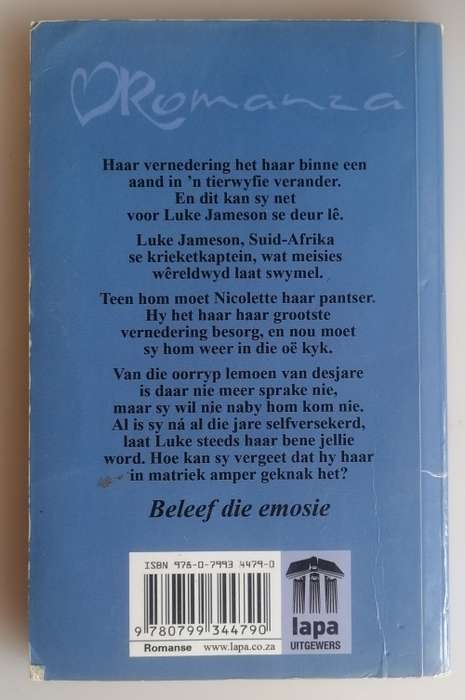 Romanza
Haar vernedering het haar binne een
aand in 'n tierwyfie verander.
En dit kan sy net
voor Luke Jameson se deur lê.
Luke Jameson, Suid-Afrika
se krieketkaptein, wat meisies
wêreldwyd laat swymel.
Teen hom moet Nicolette haar pantser.
Hy het haar haar grootste
vernedering besorg, en nou moet
sy hom weer in die oë kyk.
Van die oorryp lemoen van desjare
is daar nie meer sprake nie,
maar sy wil nie naby hom kom nie.
Al is sy ná al die jare selfversekerd,
laat Luke steeds haar bene jellie
word. Hoe kan sy vergeet dat hy haar
in matriek amper geknak het?
Beleef die emosie
ISBN 978-0-7993 4479-0
9 780799 344790
Romanse www.lapa.co.za
lapa
UITGEWERS